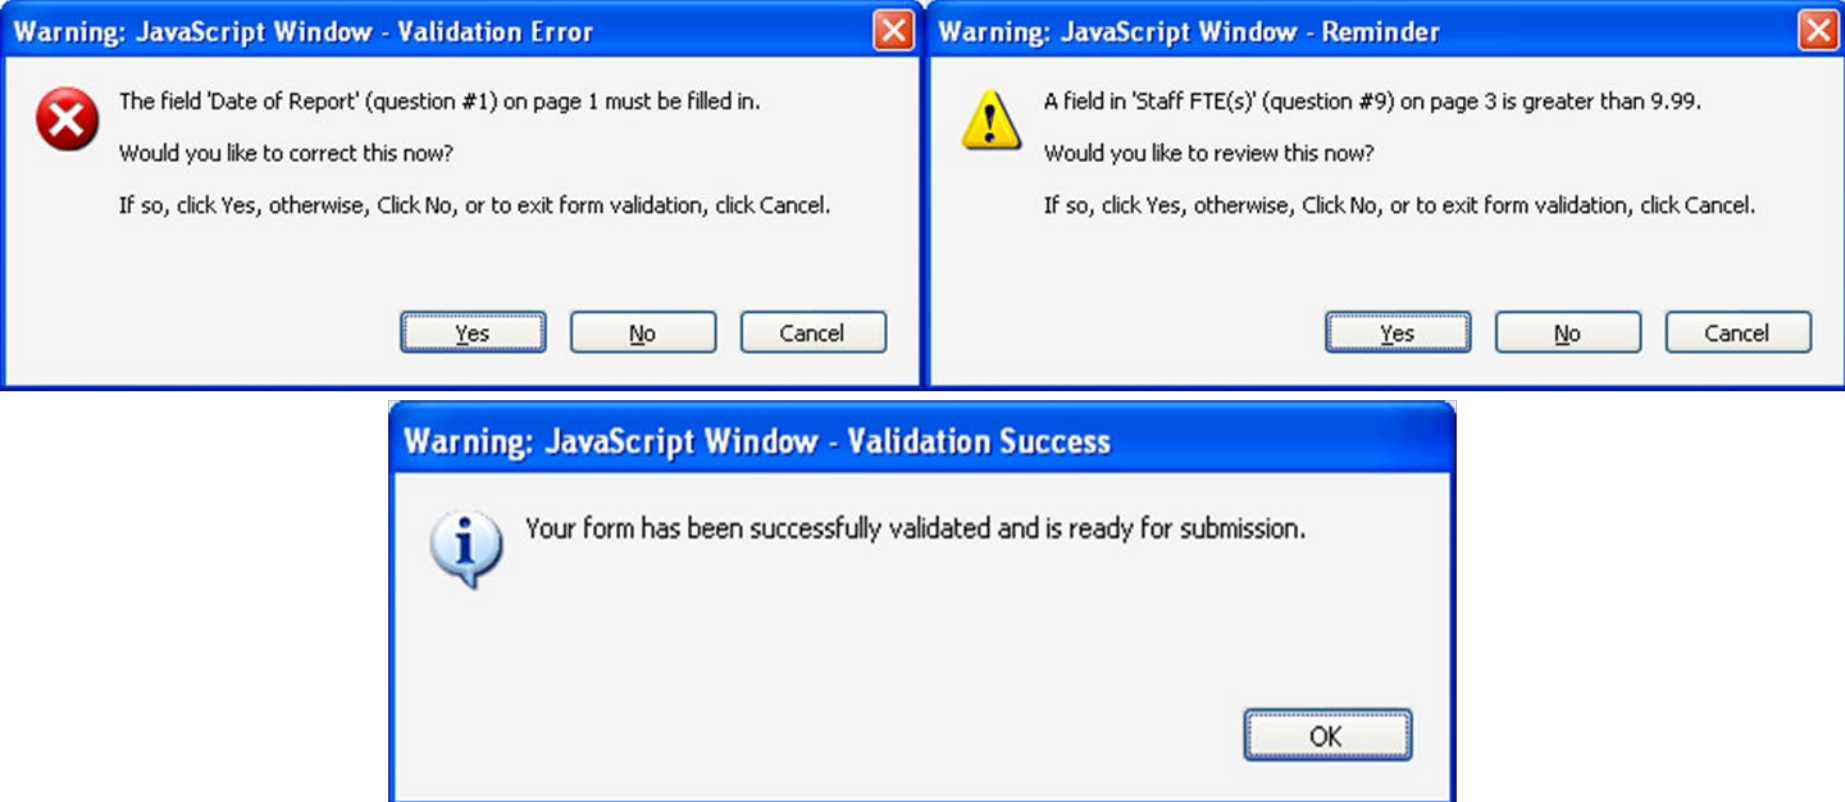 Warning: JavaScript Window - Validation Error
The field 'Date of Report' (question #1) on page 1 must be filled in.
Would you like to correct this now?
If so, click Yes, otherwise, Click No, or to exit form validation, click Cancel.
Yes
No
Cancel
Warning: JavaScript Window - Reminder
A field in 'Staff FTE(s)' (question #9) on page 3 is greater than 9.99.
Would you like to review this now?
If so, click Yes, otherwise, Click No, or to exit form validation, click Cancel.
Yes
No
Cancel
Warning: JavaScript Window - Validation Success
Your form has been successfully validated and is ready for submission.
OK